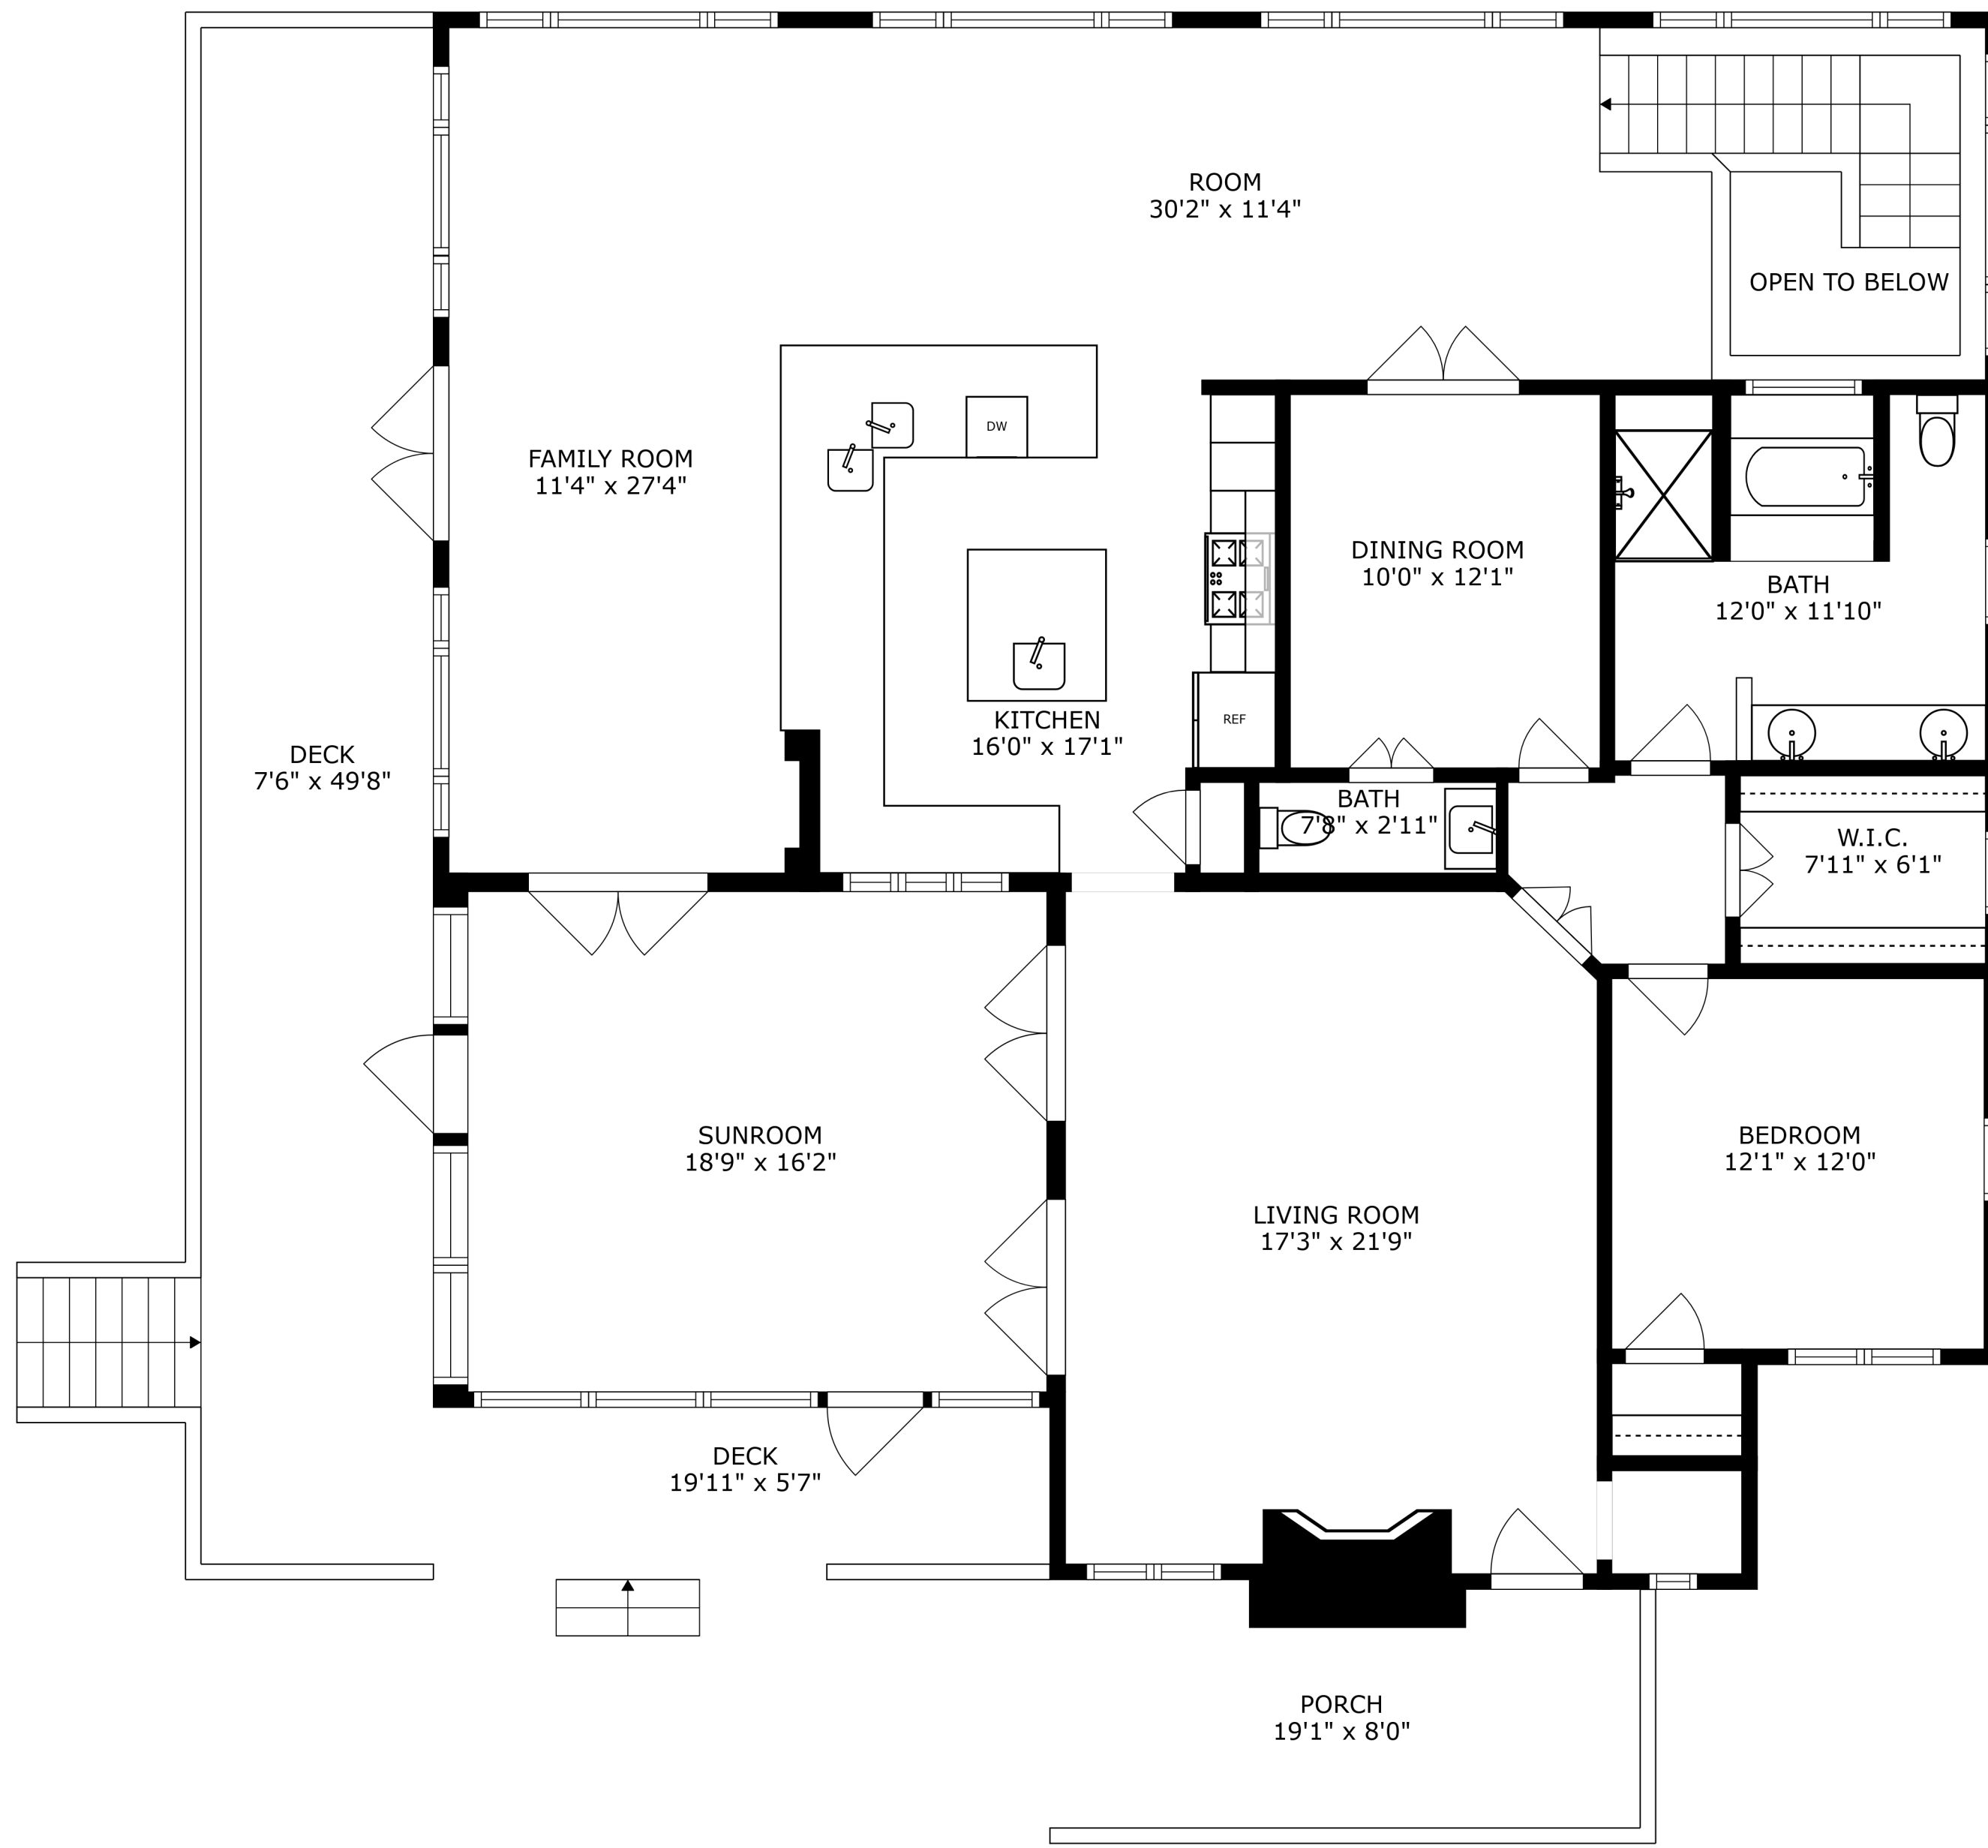 ROOM
30'2" x 11'4"
OPEN TO BELOW
DW
FAMILY ROOM
11'4" x 27'4"
DINING ROOM
10'0" x 12'1"
BATH
12'0" x 11'10"
KITCHEN
16'0" x 17'1"
REF
DECK
7'6" x 49'8"
BATH
7'8" x 2'11"
W.I.C.
7'11" x 6'1"
SUNROOM
18'9" x 16'2"
BEDROOM
12'1" x 12'0"
LIVING ROOM
17'3" x 21'9"
DECK
19'11" x 5'7"
PORCH
19'1" x 8'0"